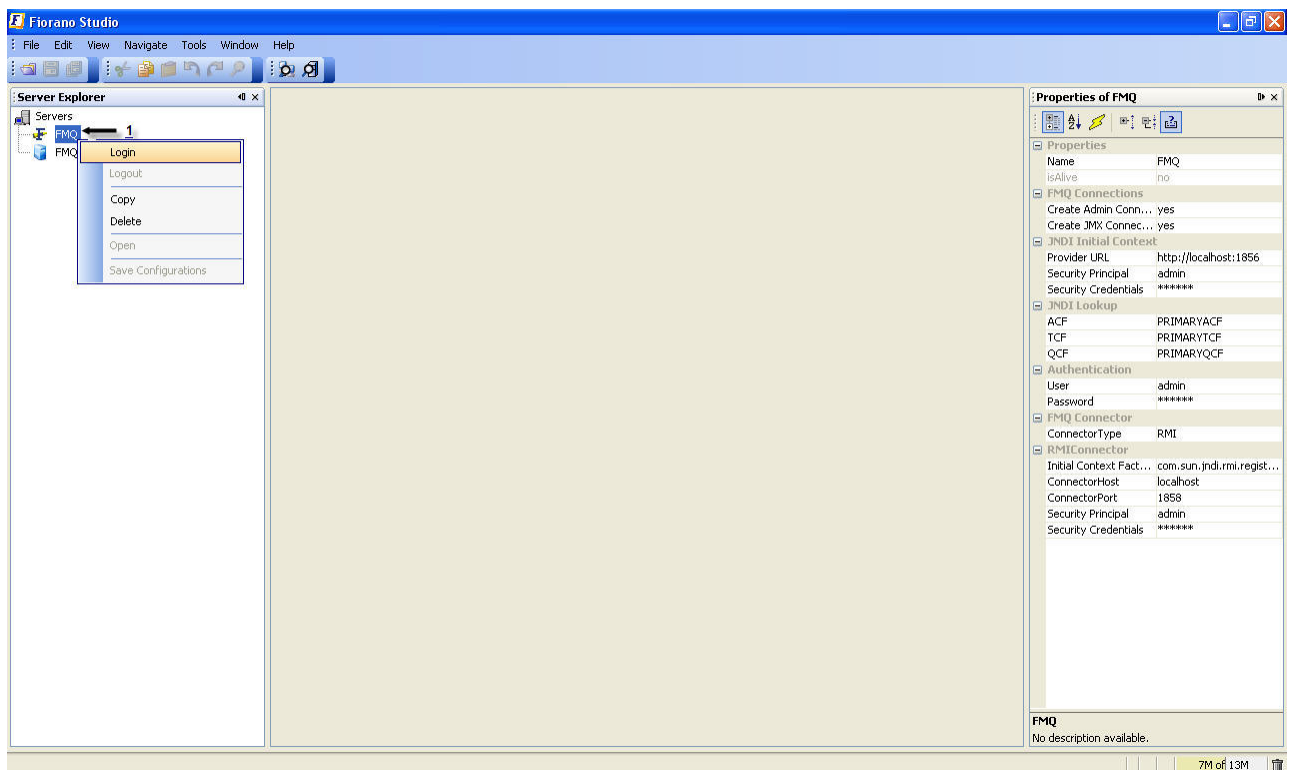 Fiorano Studio
File Edit View Navigate Tools Window Help
Server Explorer
Servers
FMQ 1
FMQ
Login
Logout
Copy
Delete
Open
Save Configurations
Properties of FMQ
Properties
Name FMQ
isAlive no
FMQ Connections
Create Admin Conn... yes
Create JMX Connec... yes
JNDI Initial Context
Provider URL http://localhost:1856
Security Principal admin
Security Credentials ******
JNDI Lookup
ACF PRIMARYACF
TCF PRIMARYTCF
QCF PRIMARYQCF
Authentication
User admin
Password ******
FMQ Connector
ConnectorType RMI
RMIConnector
Initial Context Fact... com.sun.jndi.rmi.regist...
ConnectorHost localhost
ConnectorPort 1858
Security Principal admin
Security Credentials ******
FMQ
No description available.
7M of 13M